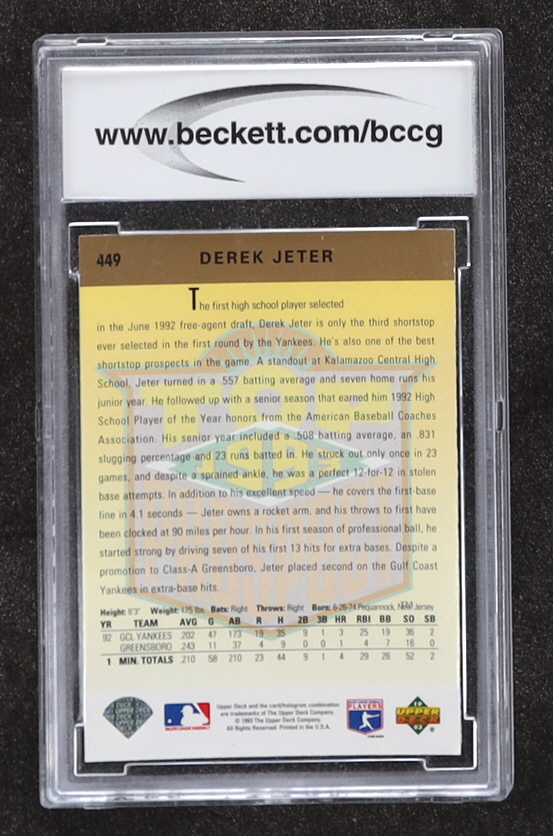 www.beckett.com/bccg
449 DEREK JETER
The first high school player selected
in the June 1992 free-agent draft, Derek Jeter is only the third shortstop
ever selected in the first round by the Yankees. He's also one of the best
shortstop prospects in the game. A standout at Kalamazoo Central High
School, Jeter turned in a .557 batting average and seven home runs his
junior year. He followed up with a senior season that earned him 1992 High
School Player of the Year honors from the American Baseball Coaches
Association. His senior year included a .508 batting average, an .831
slugging percentage and 23 runs batted in. He struck out only once in 23
games, and despite a sprained ankle, he was a perfect 12-for-12 in stolen
base attempts. In addition to his excellent speed — he covers the first-base
line in 4.1 seconds — Jeter owns a rocket arm, and his throws to first have
been clocked at 90 miles per hour. In his first season of professional ball, he
started strong by driving seven of his first 13 hits for extra bases. Despite a
promotion to Class-A Greensboro, Jeter placed second on the Gulf Coast
Yankees in extra-base hits.
Height: 6'3" Weight: 175 lbs Bats: Right Throws: Right Born: 6-26-74 Pequannock, New Jersey
YR TEAM AVG G AB R H 2B 3B HR RBI BB SO SB
92 GCL YANKEES .202 47 173 19 35 9 1 3 25 19 36 2
GREENSBORO .243 11 37 4 9 0 0 1 4 7 16 0
1 MIN. TOTALS .210 58 210 23 44 9 1 4 29 26 52 2
Upper Deck and the card/hologram combination
are trademarks of The Upper Deck Company.
© 1993 The Upper Deck Company.
All Rights Reserved. Printed in the U.S.A.
MAJOR LEAGUE BASEBALL
PLAYERS
19
UPPER
DECK
93